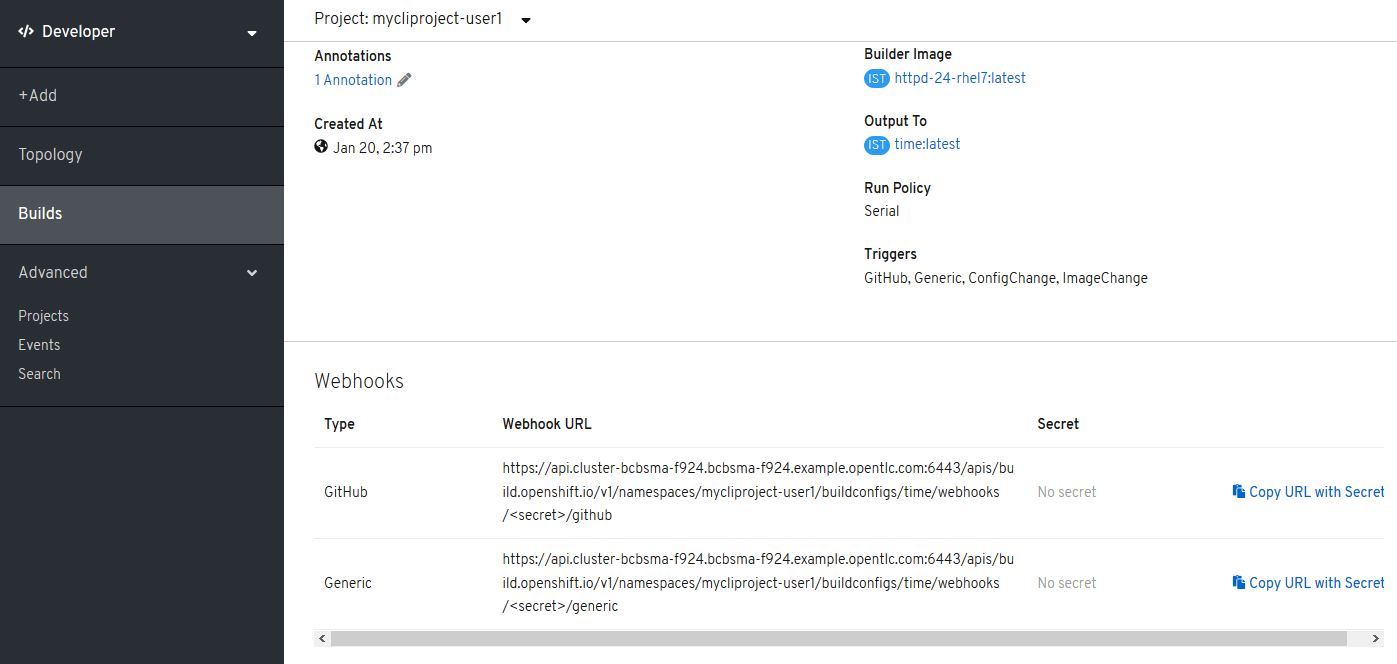 </> Developer
+Add
Topology
Builds
Advanced
Projects
Events
Search
Project: mycliproject-user1
Annotations
1 Annotation
Created At
Jan 20, 2:37 pm
Builder Image
IST httpd-24-rhel7:latest
Output To
IST time:latest
Run Policy
Serial
Triggers
GitHub, Generic, ConfigChange, ImageChange
Webhooks
Type Webhook URL Secret
https://api.cluster-bcbsma-f924.bcbsma-f924.example.opentlc.com:6443/apis/bu
GitHub ild.openshift.io/v1/namespaces/mycliproject-user1/buildconfigs/time/webhooks No secret Copy URL with Secret
/<secret>/github
https://api.cluster-bcbsma-f924.bcbsma-f924.example.opentlc.com:6443/apis/bu
Generic ild.openshift.io/v1/namespaces/mycliproject-user1/buildconfigs/time/webhooks No secret Copy URL with Secret
/<secret>/generic